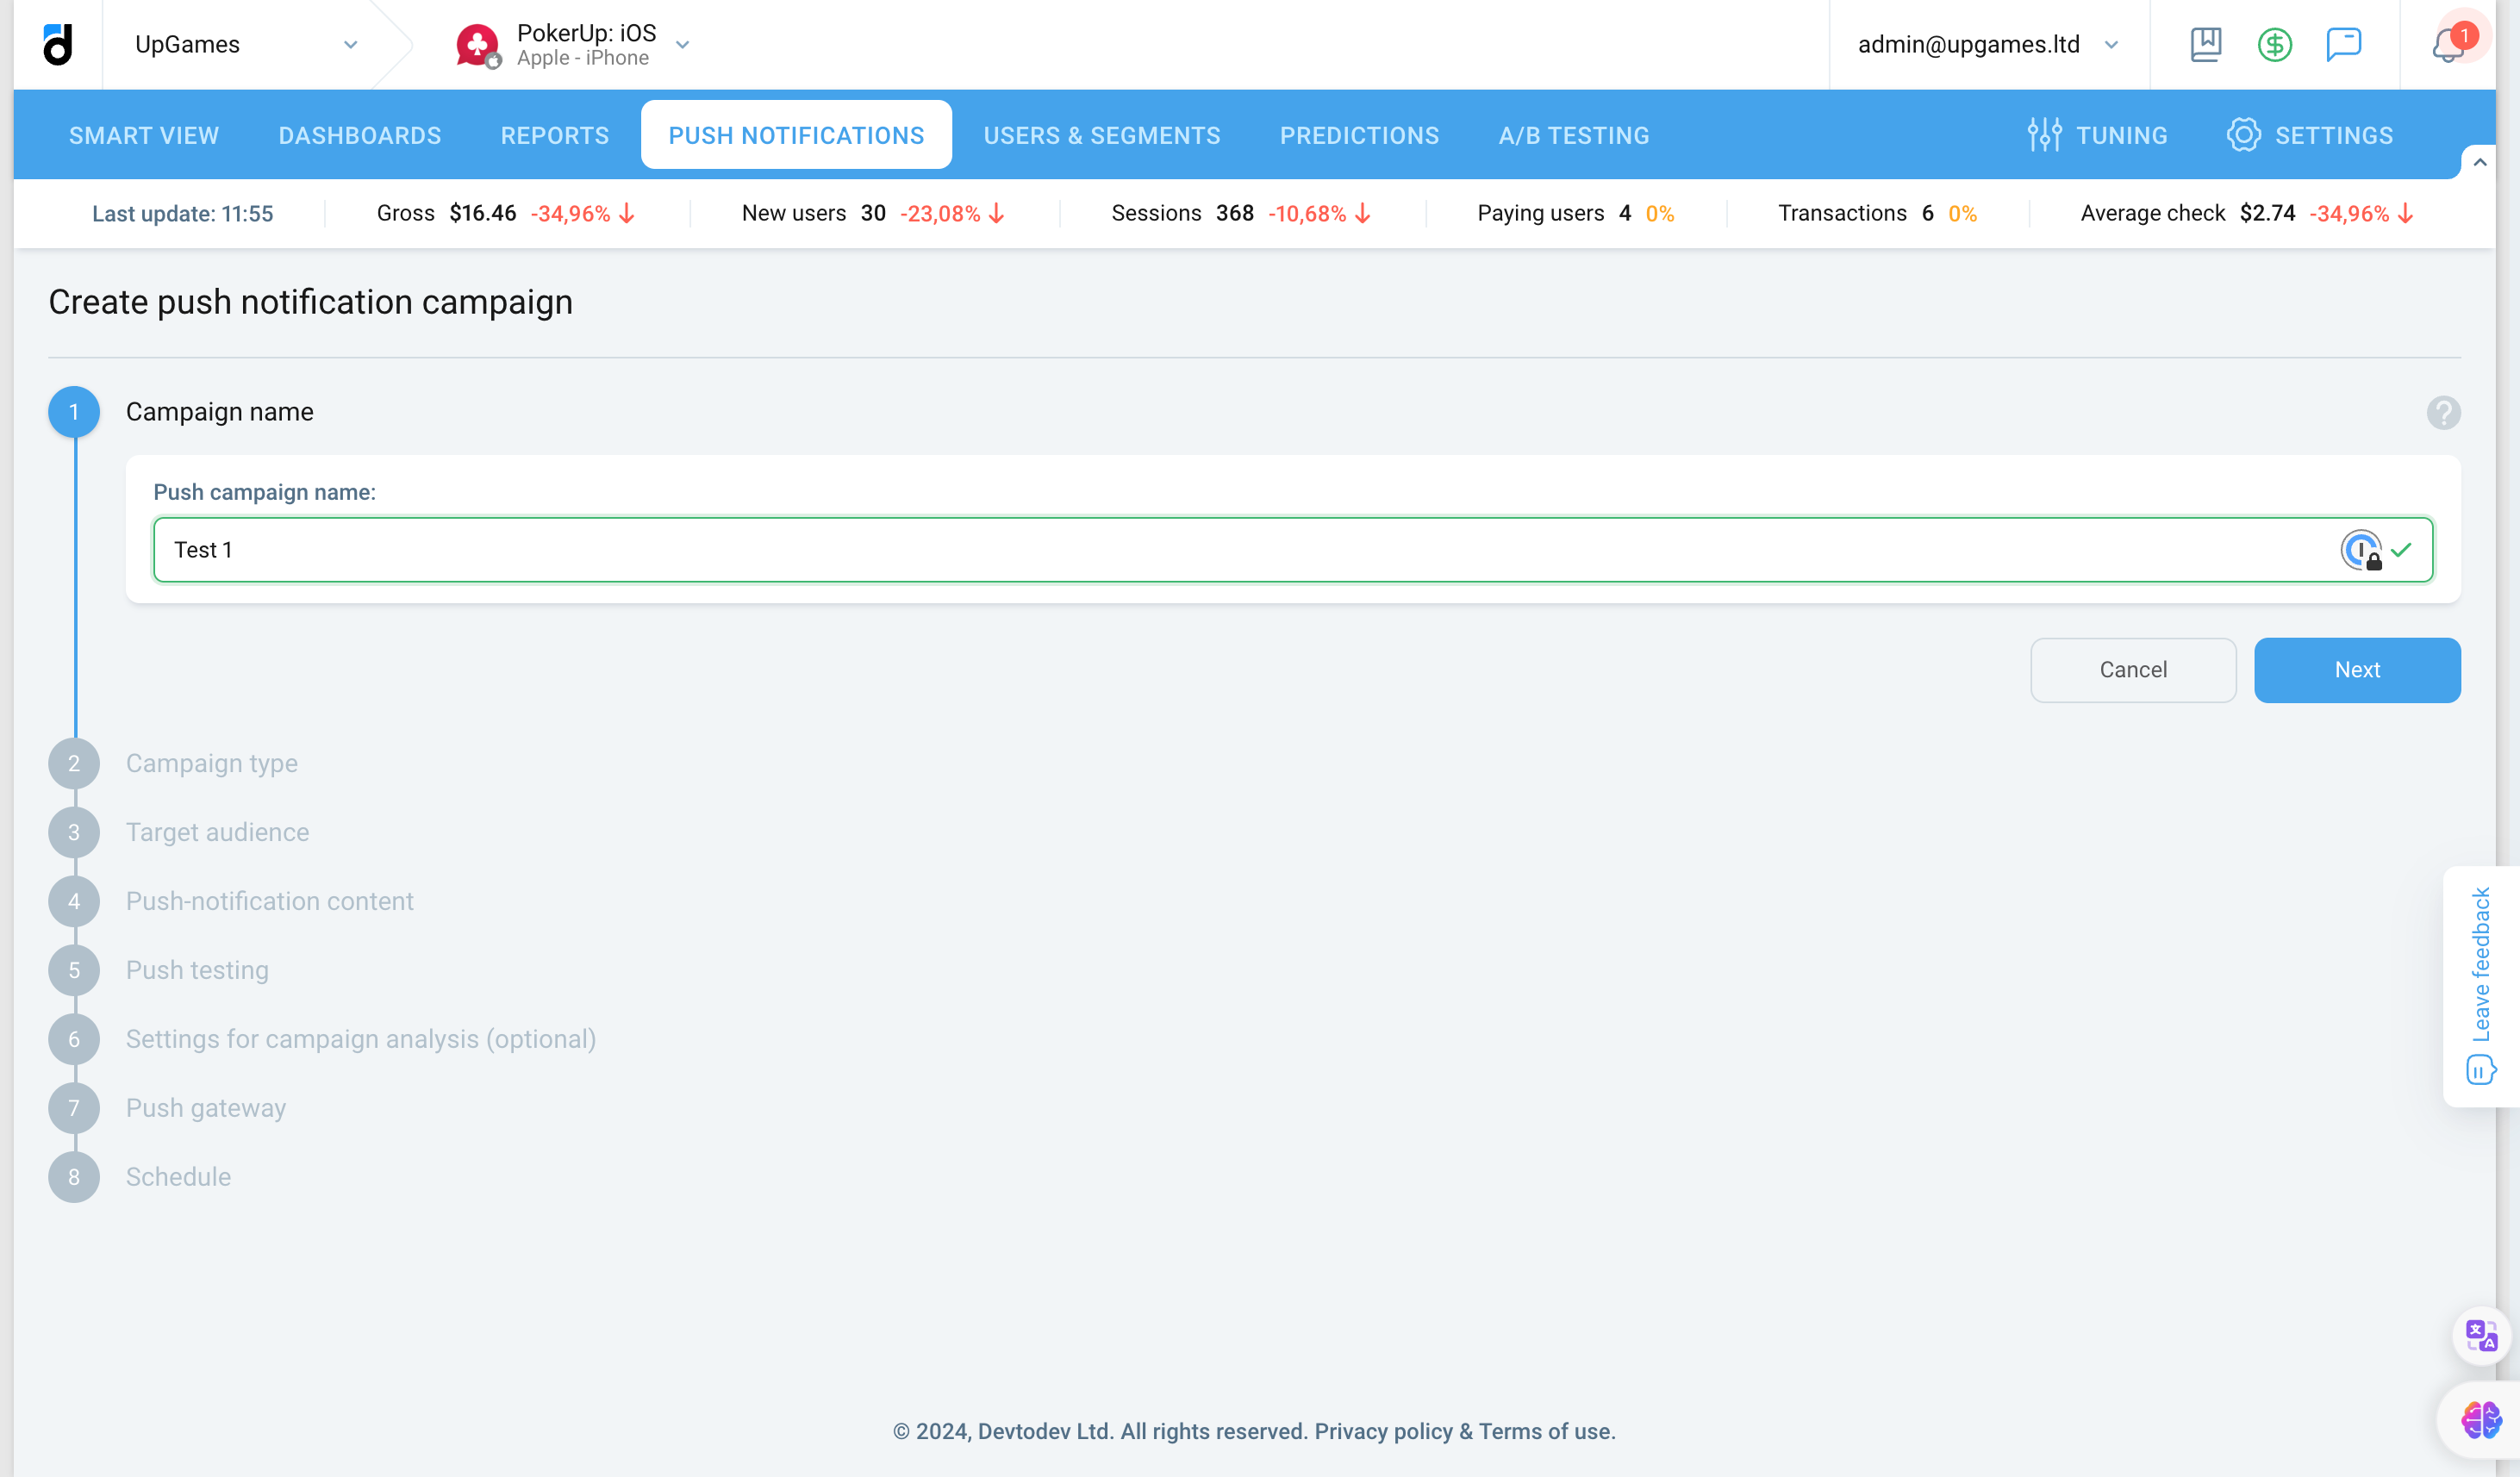 UpGames
PokerUp: iOS
Apple - iPhone
admin@upgames.ltd
1
SMART VIEW
DASHBOARDS
REPORTS
PUSH NOTIFICATIONS
USERS & SEGMENTS
PREDICTIONS
A/B TESTING
TUNING
SETTINGS
Last update: 11:55
Gross $16.46 -34,96%
New users 30 -23,08%
Sessions 368 -10,68%
Paying users 4 0%
Transactions 6 0%
Average check $2.74 -34,96%
Create push notification campaign
1 Campaign name
?
Push campaign name:
Test 1
Cancel
Next
2 Campaign type
3 Target audience
4 Push-notification content
5 Push testing
6 Settings for campaign analysis (optional)
7 Push gateway
8 Schedule
Leave feedback
© 2024, Devtodev Ltd. All rights reserved. Privacy policy & Terms of use.